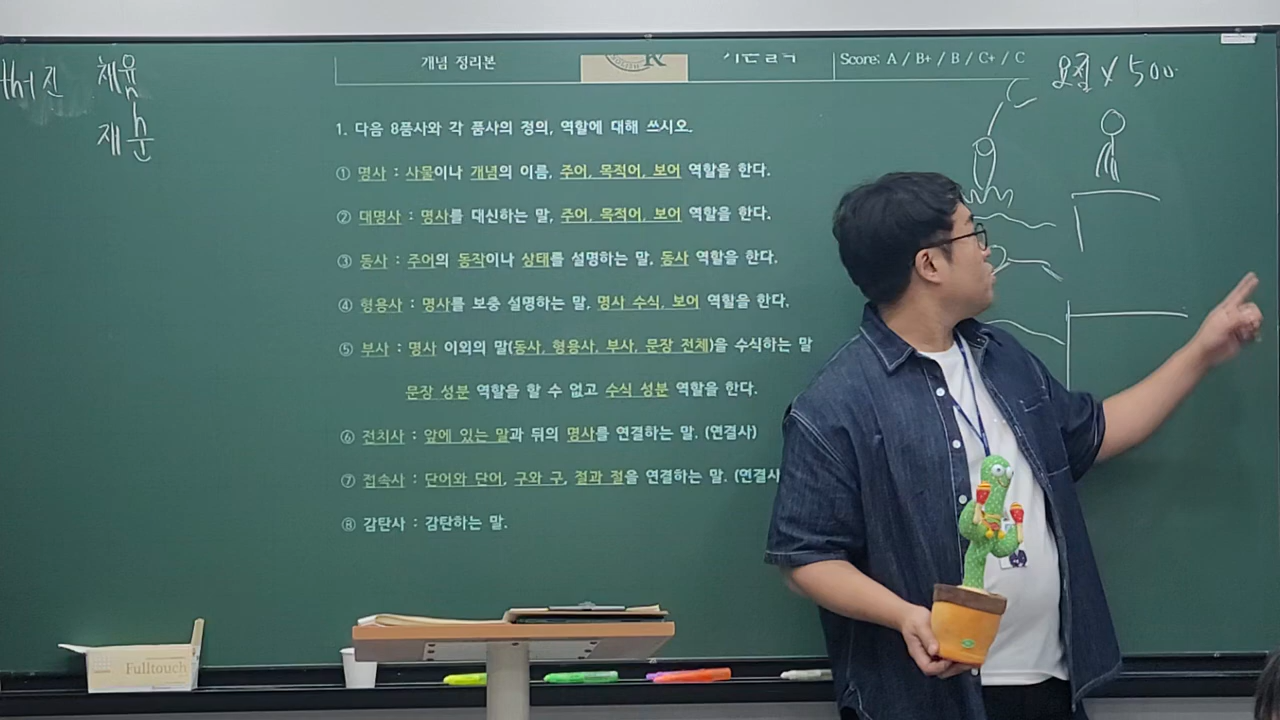 체육
재문
개념 정리본
Score: A / B+ / B / C+ / C
× 500
1. 다음 8품사와 각 품사의 정의, 역할에 대해 쓰시오.
① 명사 : 사물이나 개념의 이름, 주어, 목적어, 보어 역할을 한다.
② 대명사 : 명사를 대신하는 말, 주어, 목적어, 보어 역할을 한다.
③ 동사 : 주어의 동작이나 상태를 설명하는 말, 동사 역할을 한다.
④ 형용사 : 명사를 보충 설명하는 말, 명사 수식, 보어 역할을 한다.
⑤ 부사 : 명사 이외의 말(동사, 형용사, 부사, 문장 전체)을 수식하는 말
문장 성분 역할을 할 수 없고 수식 성분 역할을 한다.
⑥ 전치사 : 앞에 있는 말과 뒤의 명사를 연결하는 말. (연결사)
⑦ 접속사 : 단어와 단어, 구와 구, 절과 절을 연결하는 말. (연결사
⑧ 감탄사 : 감탄하는 말.
Fulltouch